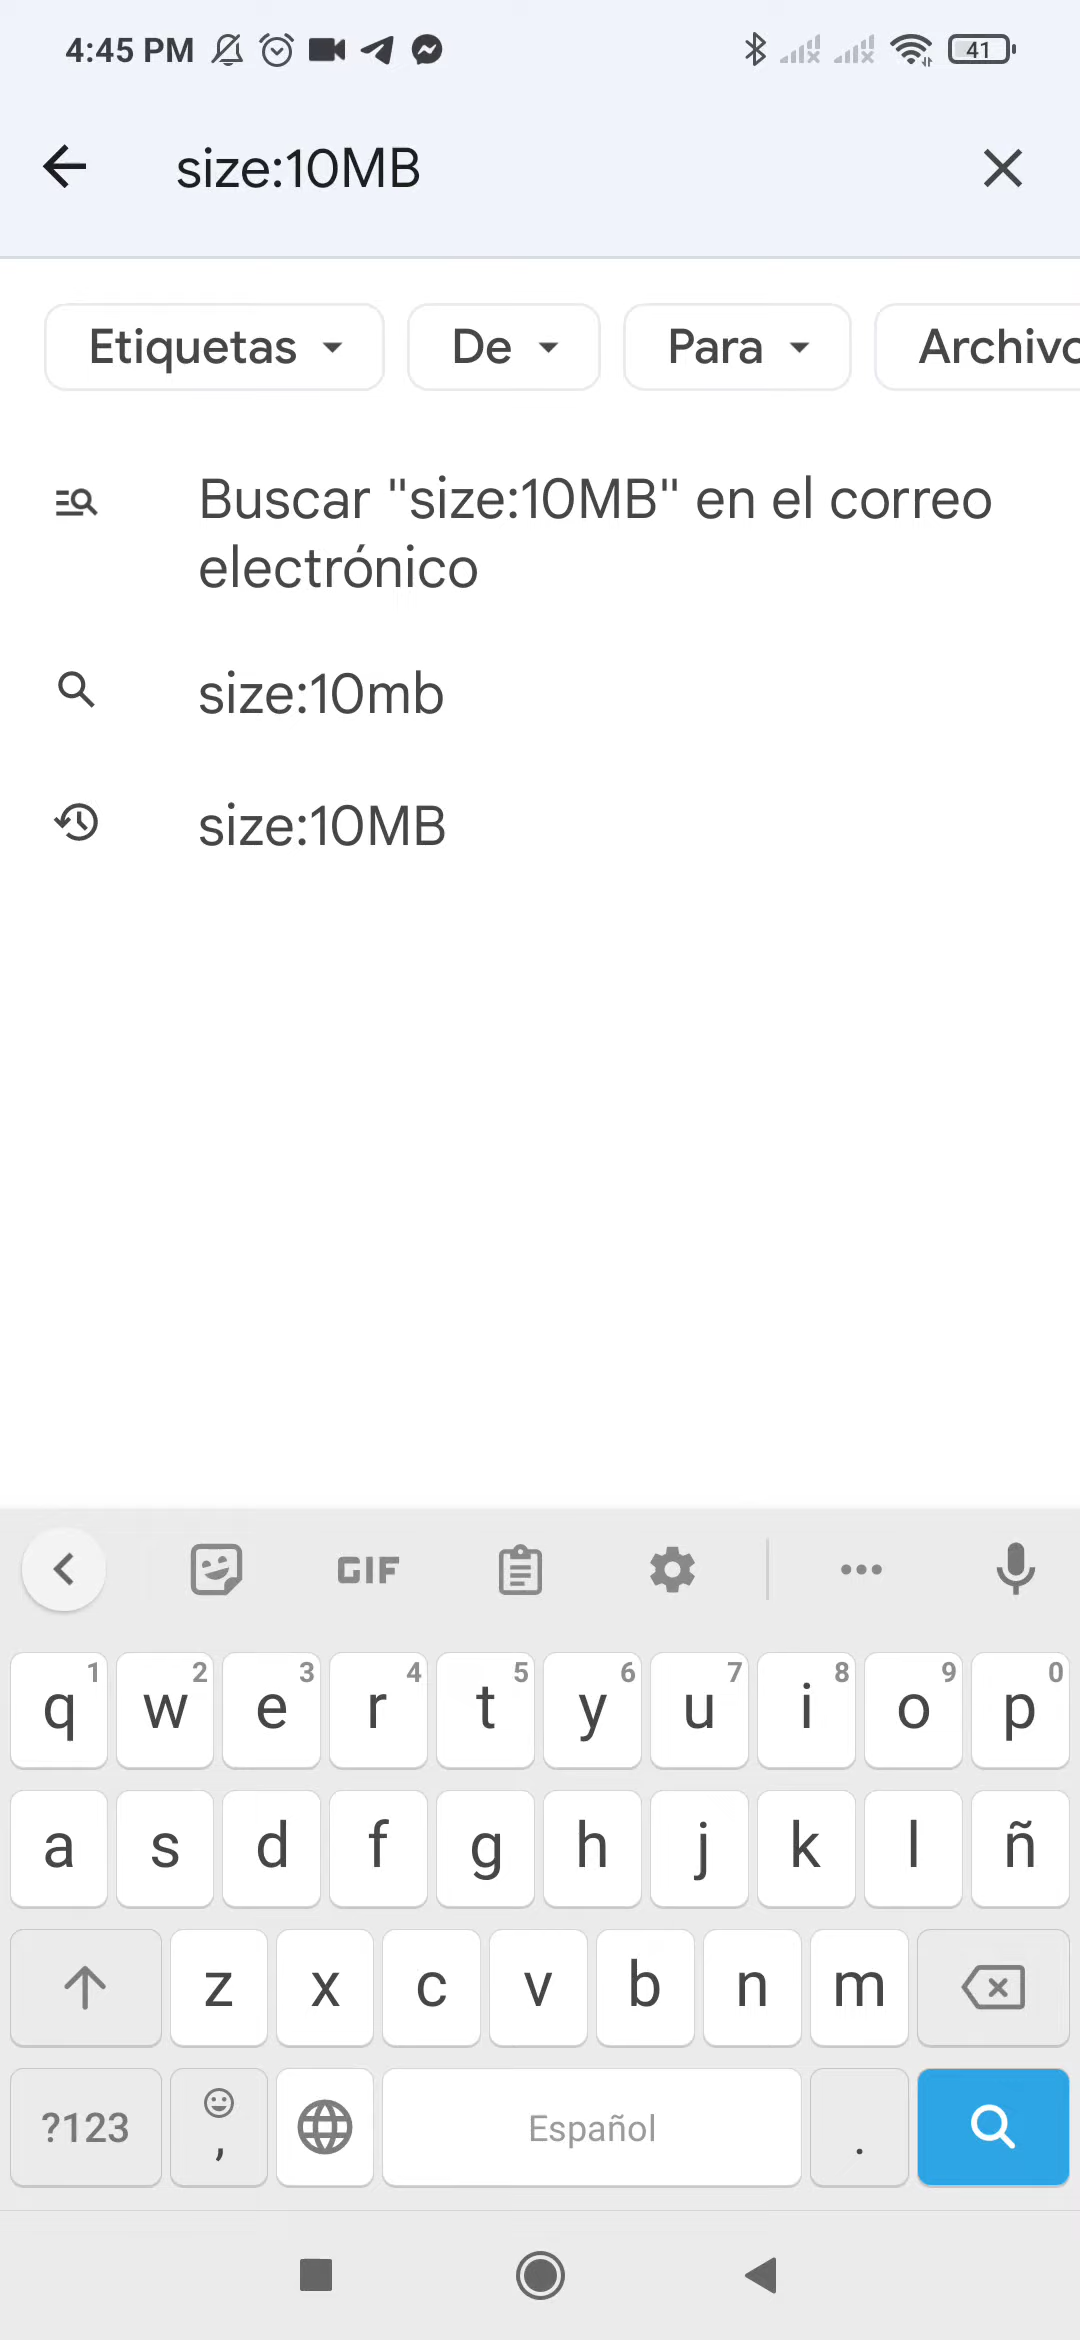 4:45 PM 41
size:10MB
Etiquetas De Para Archivo
Buscar "size:10MB" en el correo
electrónico
size:10mb
size:10MB
GIF
1 2 3 4 5 6 7 8 9 0
q w e r t y u i o p
a s d f g h j k l ñ
z x c v b n m
?123 , Español .